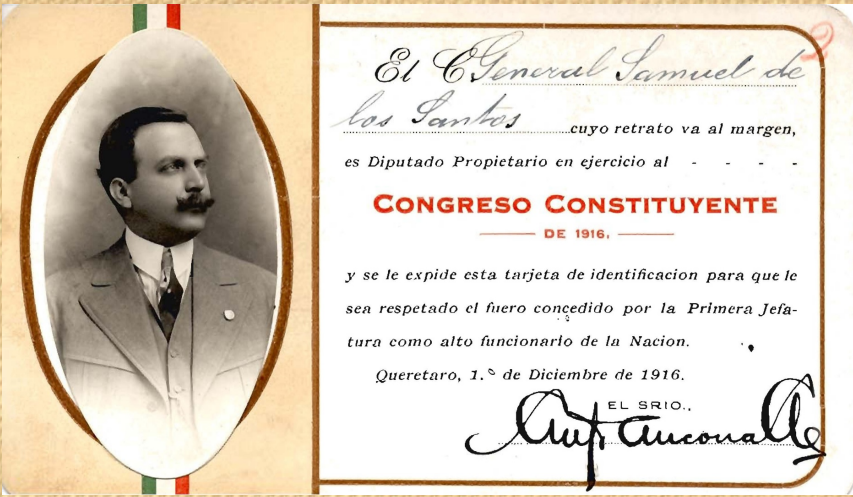 El C General Samuel de
los Santos cuyo retrato va al margen,
es Diputado Propietario en ejercicio al - - - -
CONGRESO CONSTITUYENTE
DE 1916,
y se le expide esta tarjeta de identificacion para que le
sea respetado el fuero concedido por la Primera Jefa-
tura como alto funcionario de la Nacion.
Queretaro, 1.º de Diciembre de 1916.
EL SRIO.,